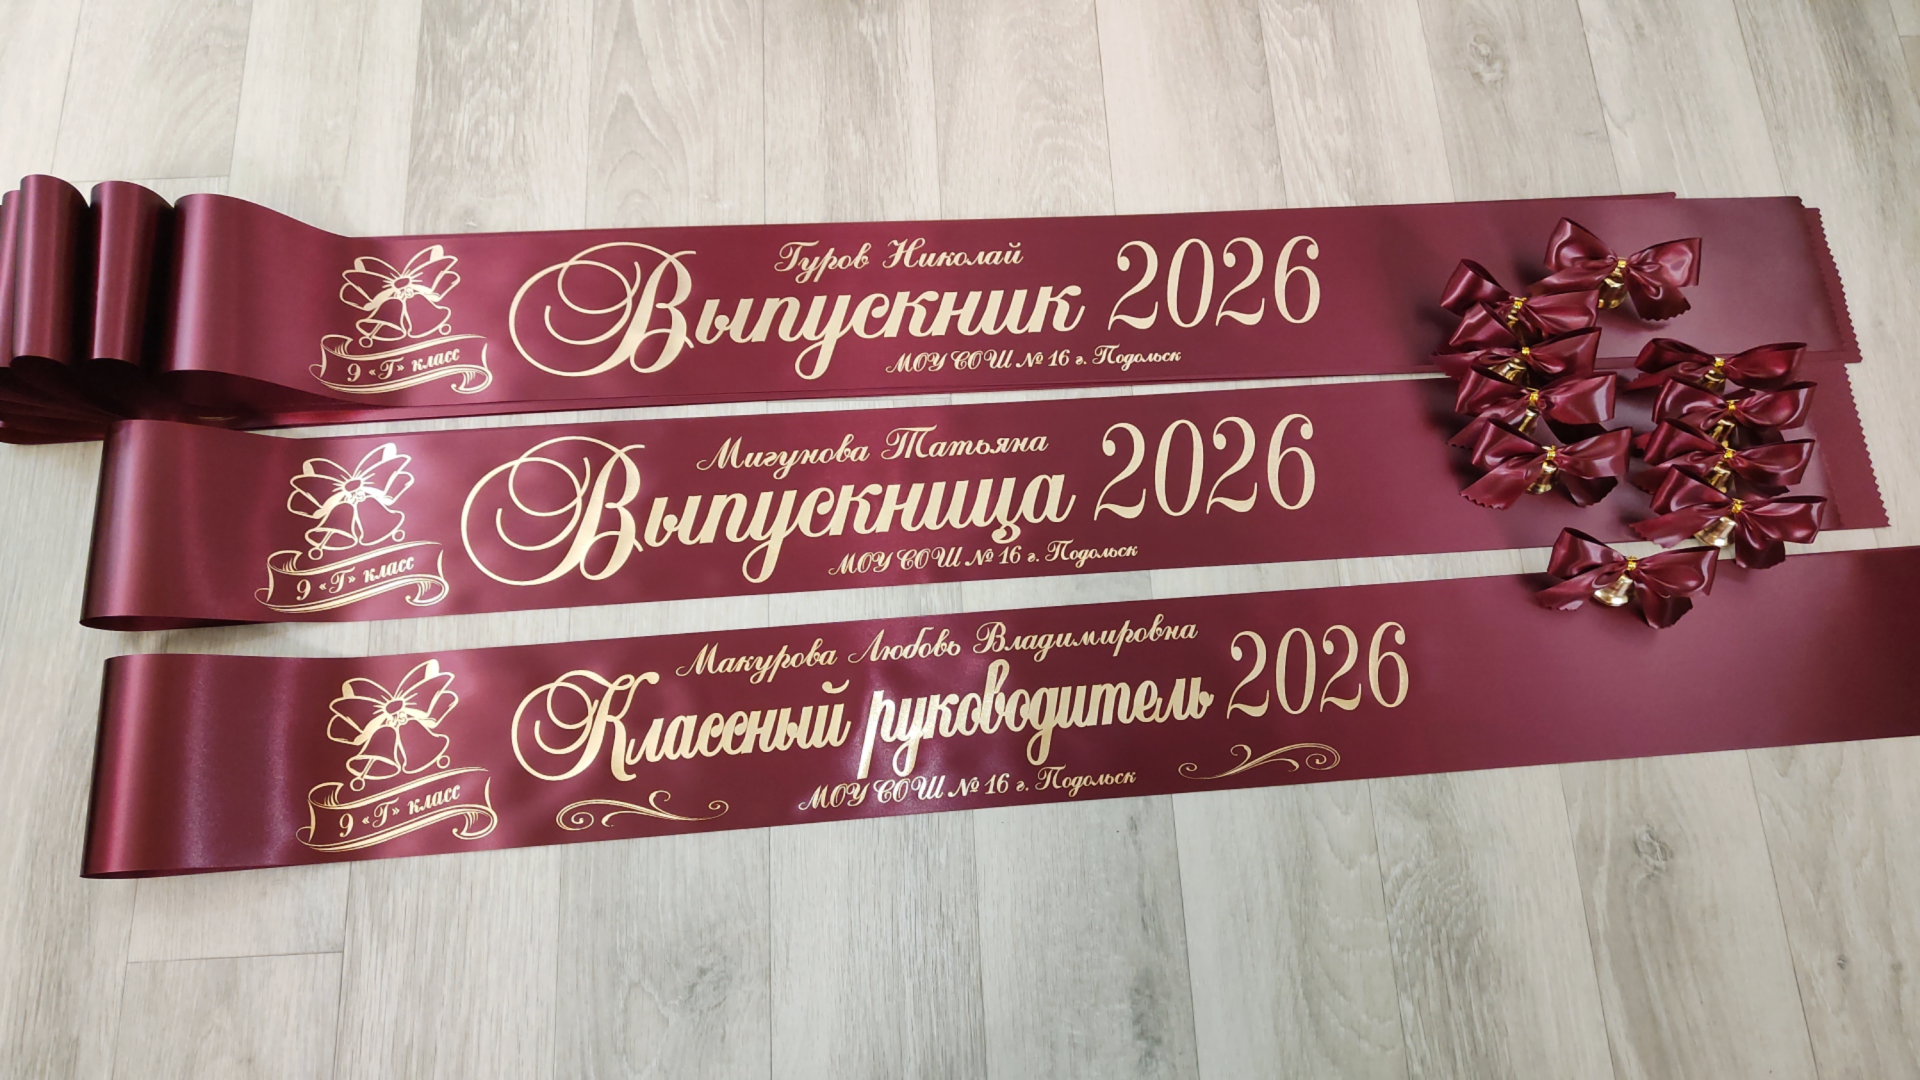 Гуров Николай
Выпускник 2026
МОУ СОШ № 16 г. Подольск
9 «Г» класс
Мигунова Татьяна
Выпускница 2026
МОУ СОШ № 16 г. Подольск
9 «Г» класс
Макурова Любовь Владимировна
Классный руководитель 2026
МОУ СОШ № 16 г. Подольск
9 «Г» класс